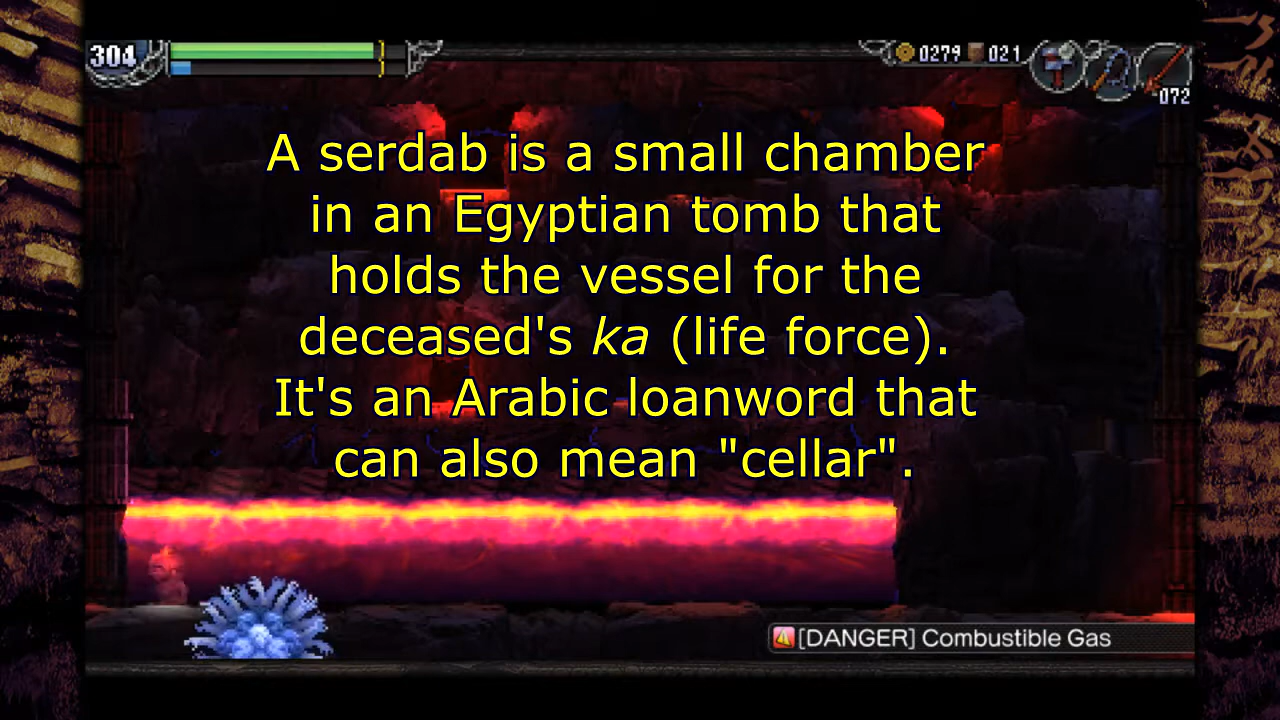 304
0279 021
072
A serdab is a small chamber
in an Egyptian tomb that
holds the vessel for the
deceased's ka (life force).
It's an Arabic loanword that
can also mean "cellar".
[DANGER] Combustible Gas